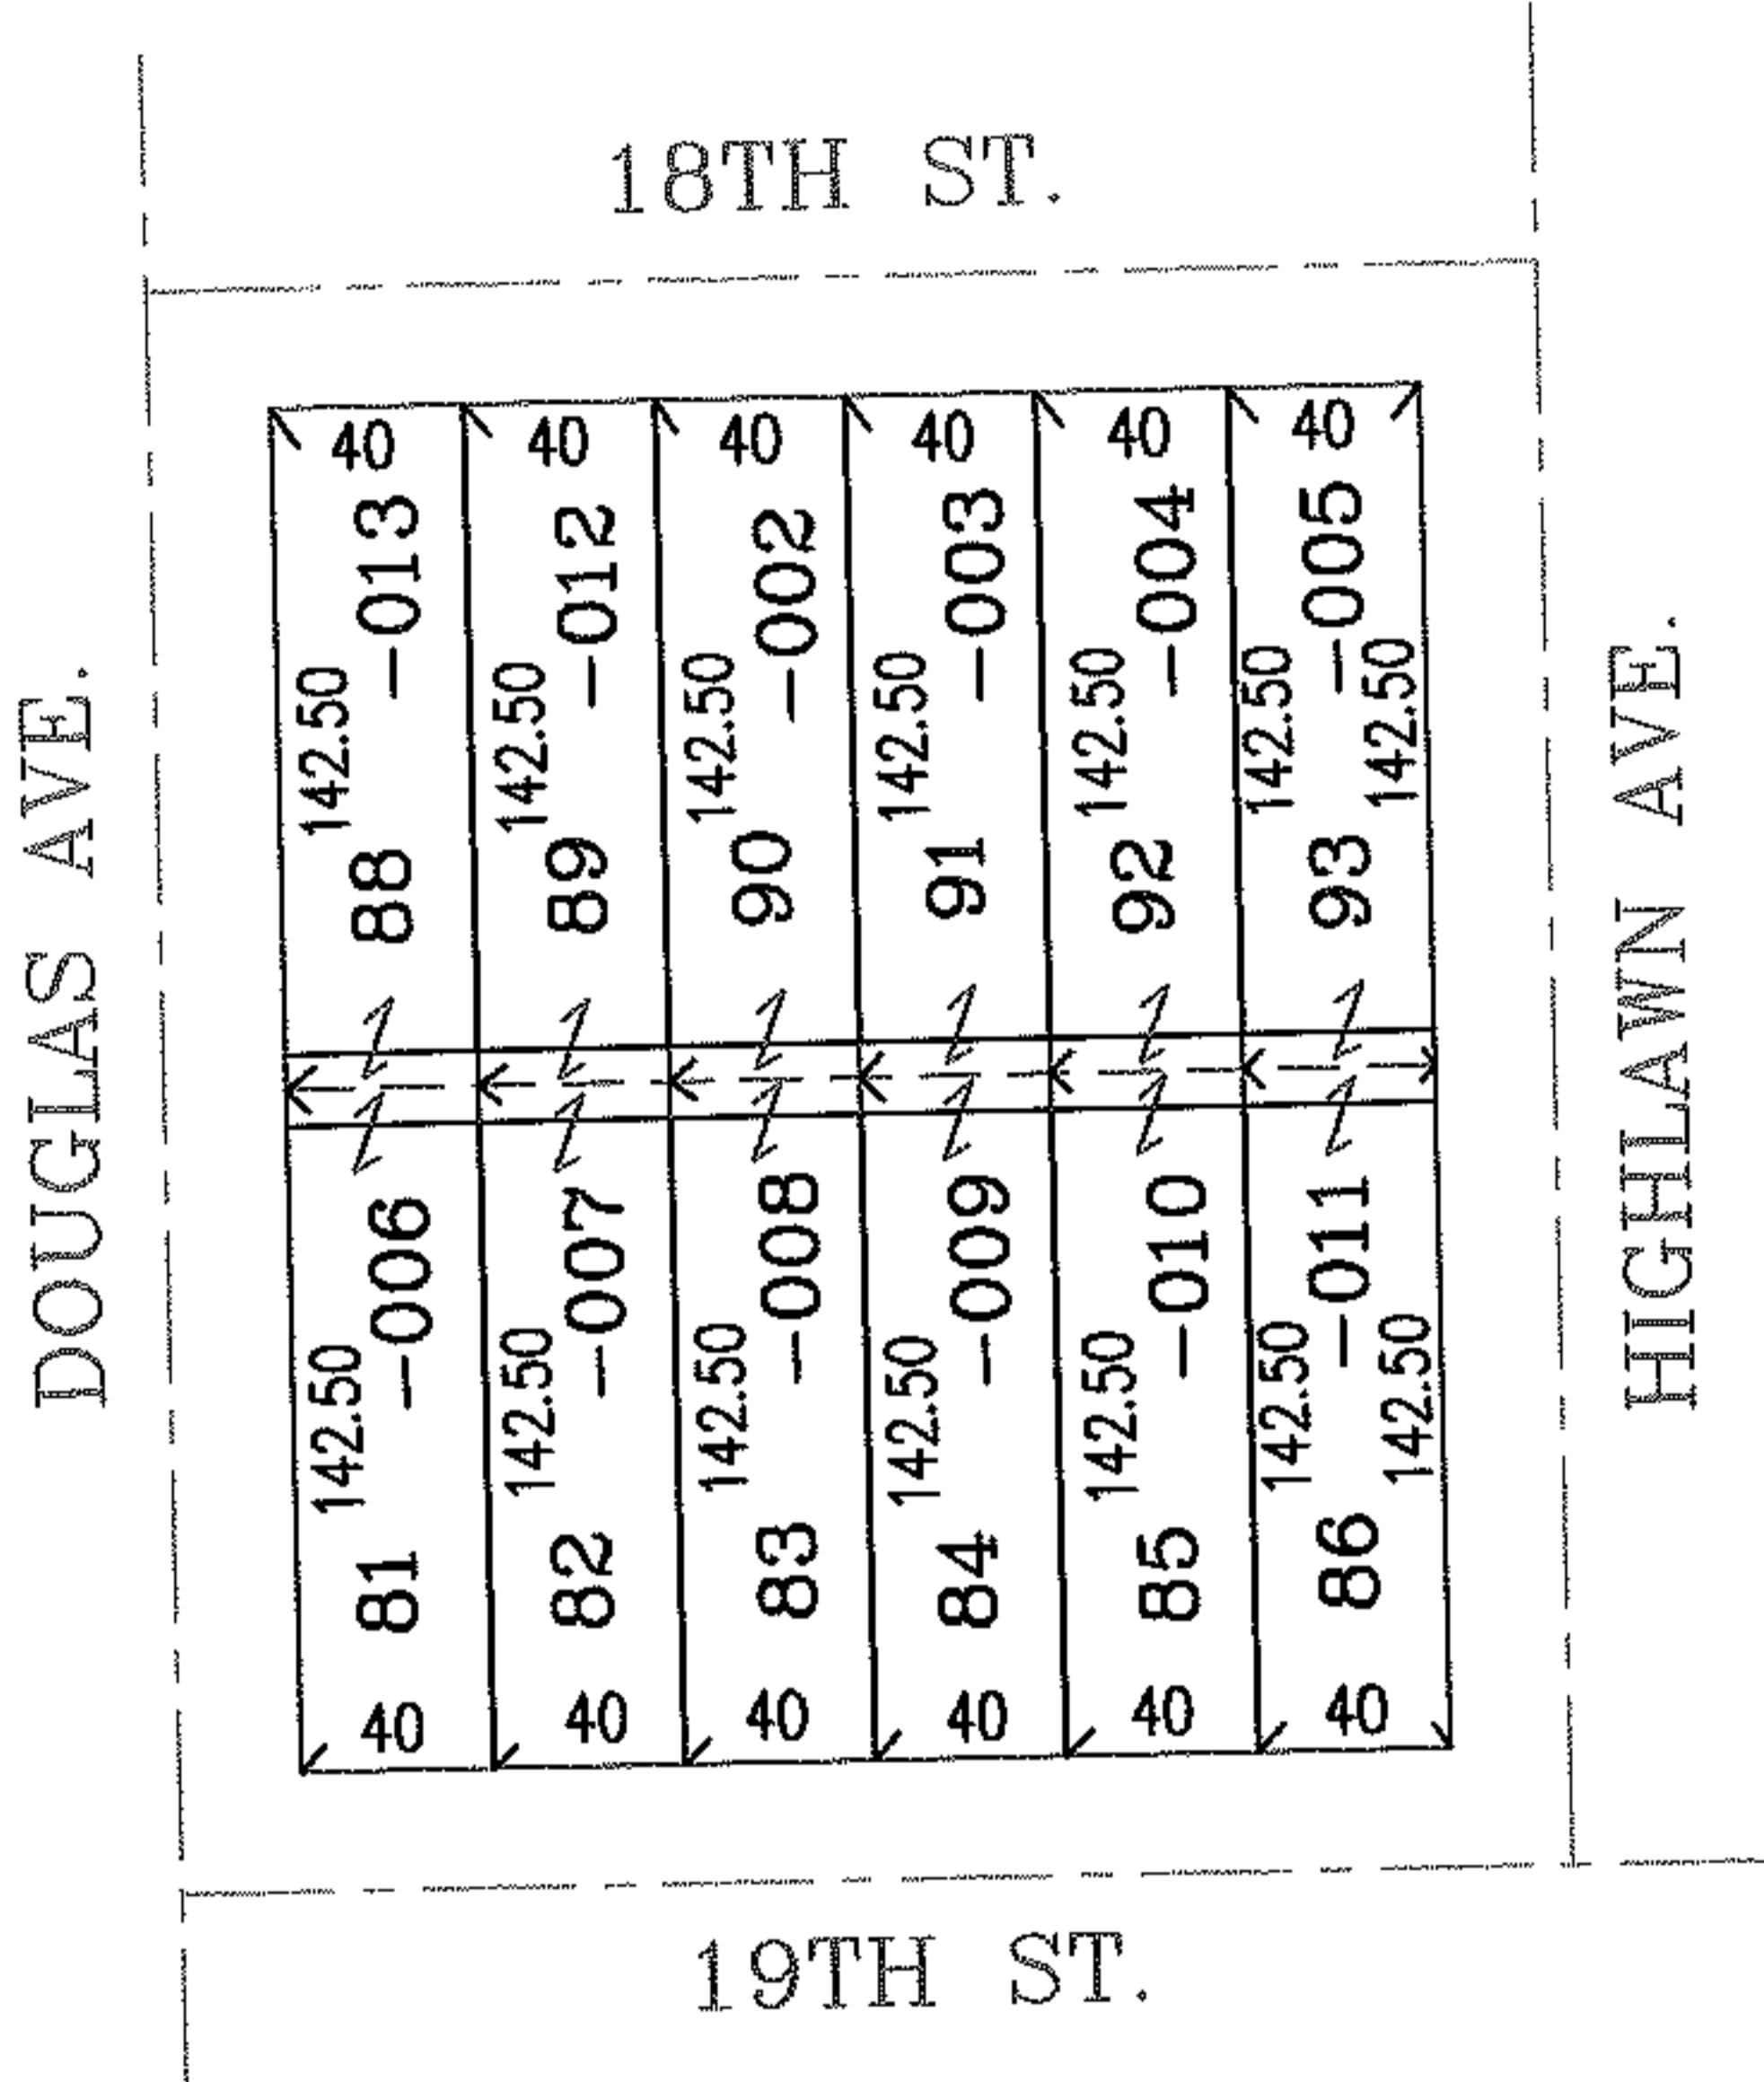 18TH ST.
DOUGLAS AVE.
HIGHLAWN AVE.
40 40 40 40 40 40
-013 -012 -002 -003 -004 -005
142.50 142.50 142.50 142.50 142.50 142.50 142.50
88 89 90 91 92 93
-006 -007 -008 -009 -010 -011
142.50 142.50 142.50 142.50 142.50 142.50 142.50
81 82 83 84 85 86
40 40 40 40 40 40
19TH ST.